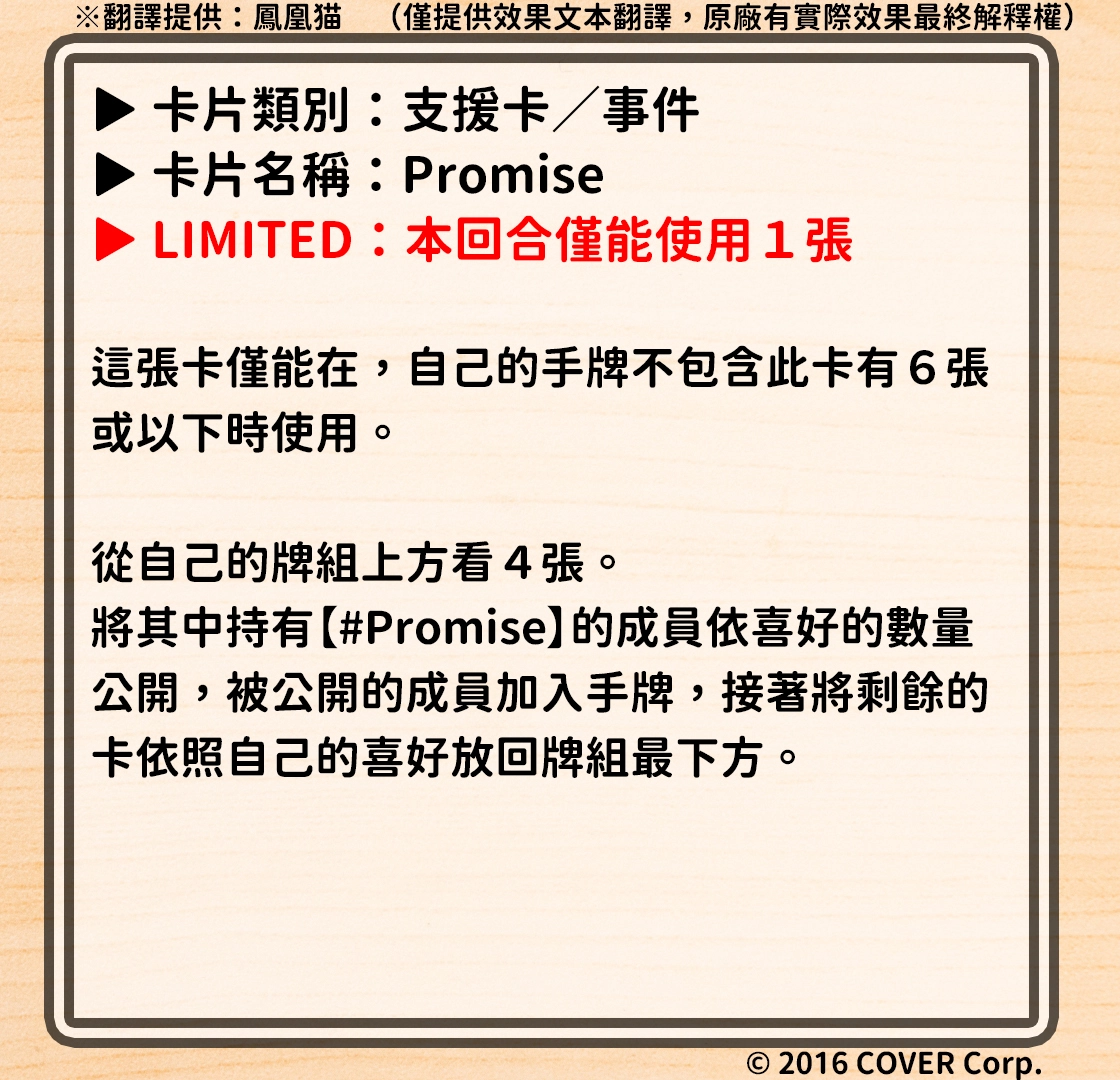 ※翻譯提供：鳳凰猫　（僅提供效果文本翻譯，原廠有實際效果最終解釋權）
▶ 卡片類別：支援卡／事件
▶ 卡片名稱：Promise
▶ LIMITED：本回合僅能使用１張
這張卡僅能在，自己的手牌不包含此卡有６張
或以下時使用。
從自己的牌組上方看４張。
將其中持有【#Promise】的成員依喜好的數量
公開，被公開的成員加入手牌，接著將剩餘的
卡依照自己的喜好放回牌組最下方。
© 2016 COVER Corp.